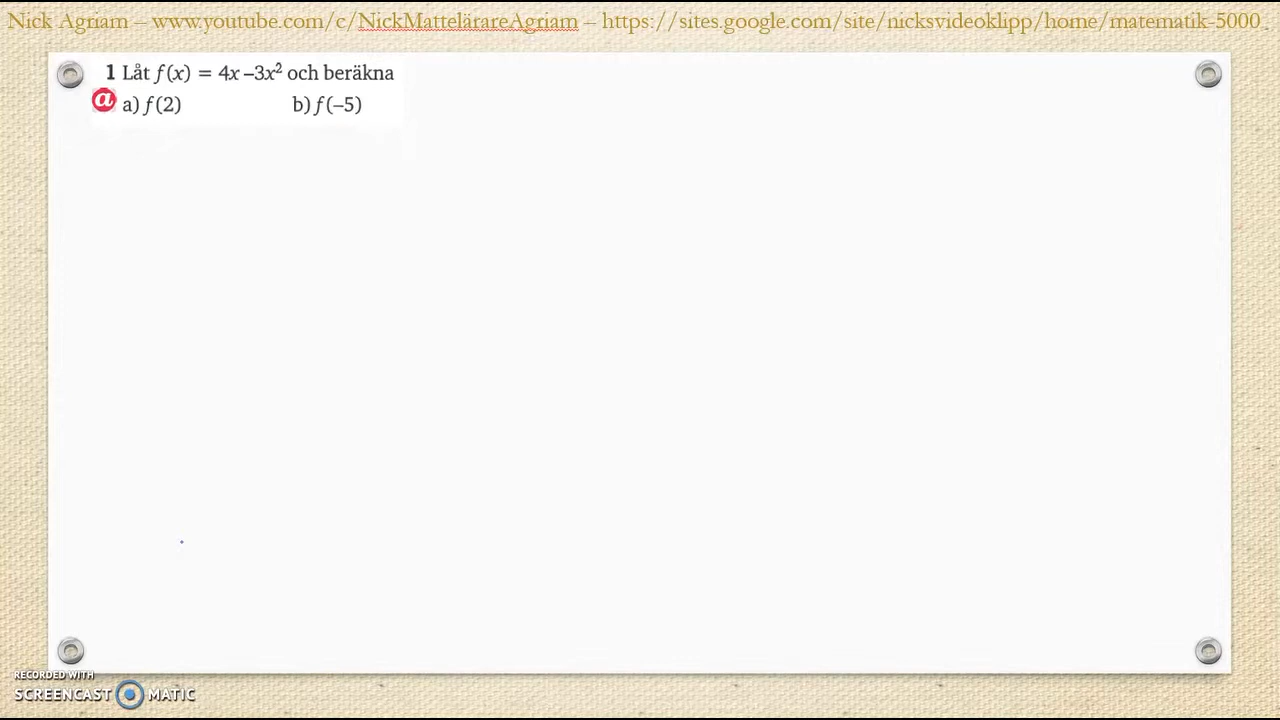 Nick Agriam – www.youtube.com/c/NickMattelärareAgriam – https://sites.google.com/site/nicksvideoklipp/home/matematik-5000
1 Låt f(x) = 4x –3x² och beräkna
a a) f(2) b) f(–5)
RECORDED WITH
SCREENCAST MATIC